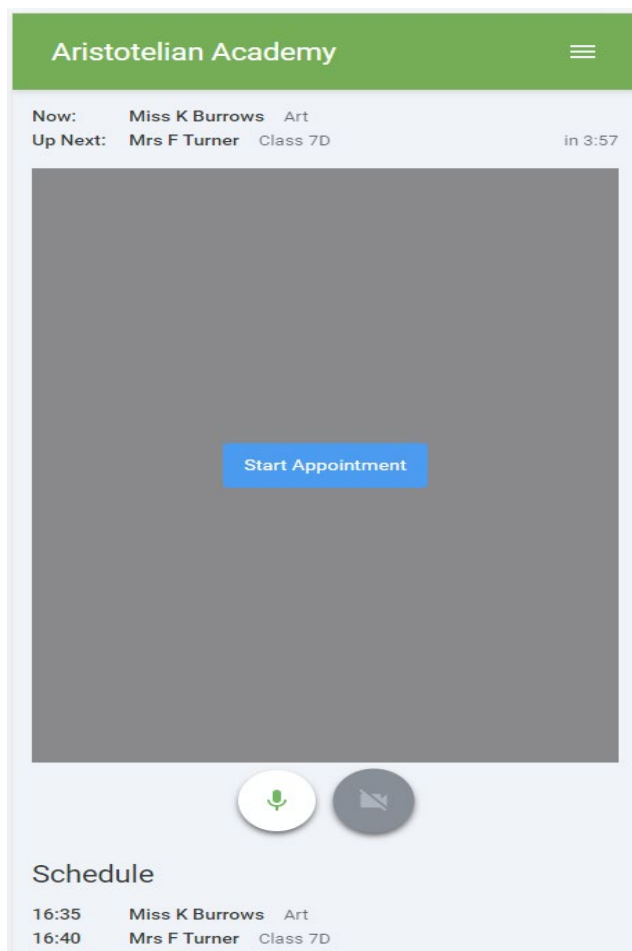 Aristotelian Academy
Now: Miss K Burrows Art
Up Next: Mrs F Turner Class 7D in 3:57
Start Appointment
Schedule
16:35 Miss K Burrows Art
16:40 Mrs F Turner Class 7D